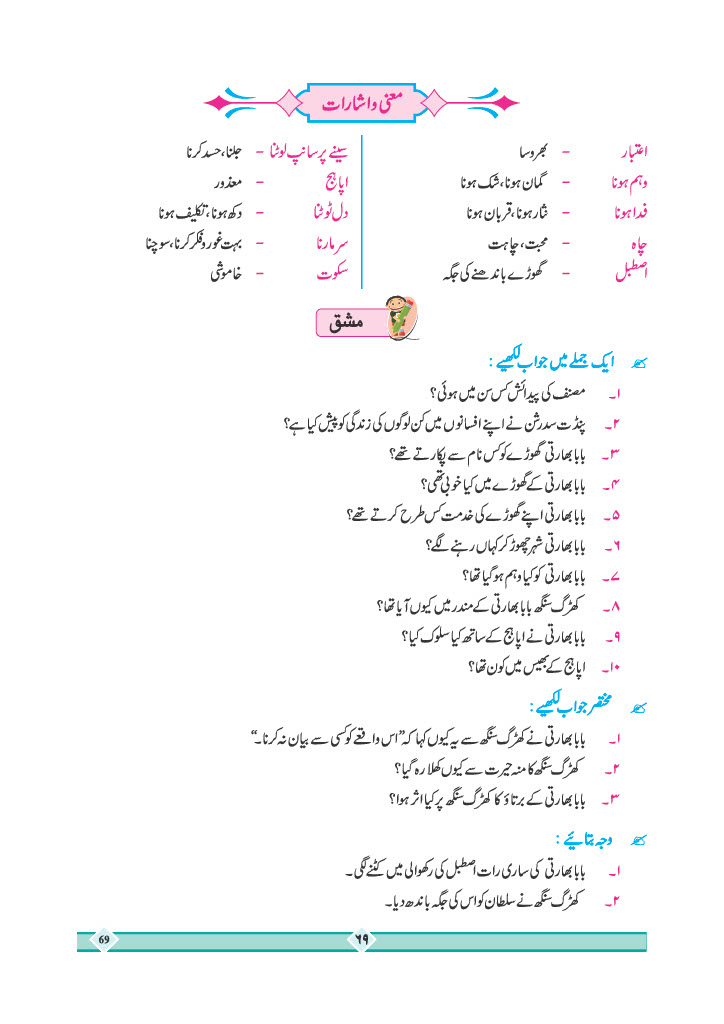 معنی و اشارات
اعتبار – بھروسا
وہم ہونا – گمان ہونا، شک ہونا
فدا ہونا – نثار ہونا، قربان ہونا
چاہ – محبت، چاہت
اصطبل – گھوڑے باندھنے کی جگہ
سینے پر سانپ لوٹنا – جلنا، حسد کرنا
اپاہج – معذور
دل ٹوٹنا – دکھ ہونا، تکلیف ہونا
سر مارنا – بہت غور و فکر کرنا، سوچنا
سکوت – خاموشی
مشق
ایک جملے میں جواب لکھیے :
۱۔ مصنف کی پیدائش کس سن میں ہوئی؟
۲۔ پنڈت سدرشن نے اپنے افسانوں میں کن لوگوں کی زندگی کو پیش کیا ہے؟
۳۔ بابا بھارتی گھوڑے کو کس نام سے پکارتے تھے؟
۴۔ بابا بھارتی کے گھوڑے میں کیا خوبی تھی؟
۵۔ بابا بھارتی اپنے گھوڑے کی خدمت کس طرح کرتے تھے؟
۶۔ بابا بھارتی شہر چھوڑ کر کہاں رہنے لگے؟
۷۔ بابا بھارتی کو کیا وہم ہو گیا تھا؟
۸۔ کھڑگ سنگھ بابا بھارتی کے مندر میں کیوں آیا تھا؟
۹۔ بابا بھارتی نے اپاہج کے ساتھ کیا سلوک کیا؟
۱۰۔ اپاہج کے بھیس میں کون تھا؟
مختصر جواب لکھیے :
۱۔ بابا بھارتی نے کھڑگ سنگھ سے یہ کیوں کہا کہ ”اس واقعے کو کسی سے بیان نہ کرنا۔“
۲۔ کھڑگ سنگھ کا منہ حیرت سے کیوں کھلا رہ گیا؟
۳۔ بابا بھارتی کے برتاؤ کا کھڑگ سنگھ پر کیا اثر ہوا؟
وجہ بتائیے :
۱۔ بابا بھارتی کی ساری رات اصطبل کی رکھوالی میں کٹنے لگی۔
۲۔ کھڑگ سنگھ نے سلطان کو اس کی جگہ باندھ دیا۔
۶۹
69